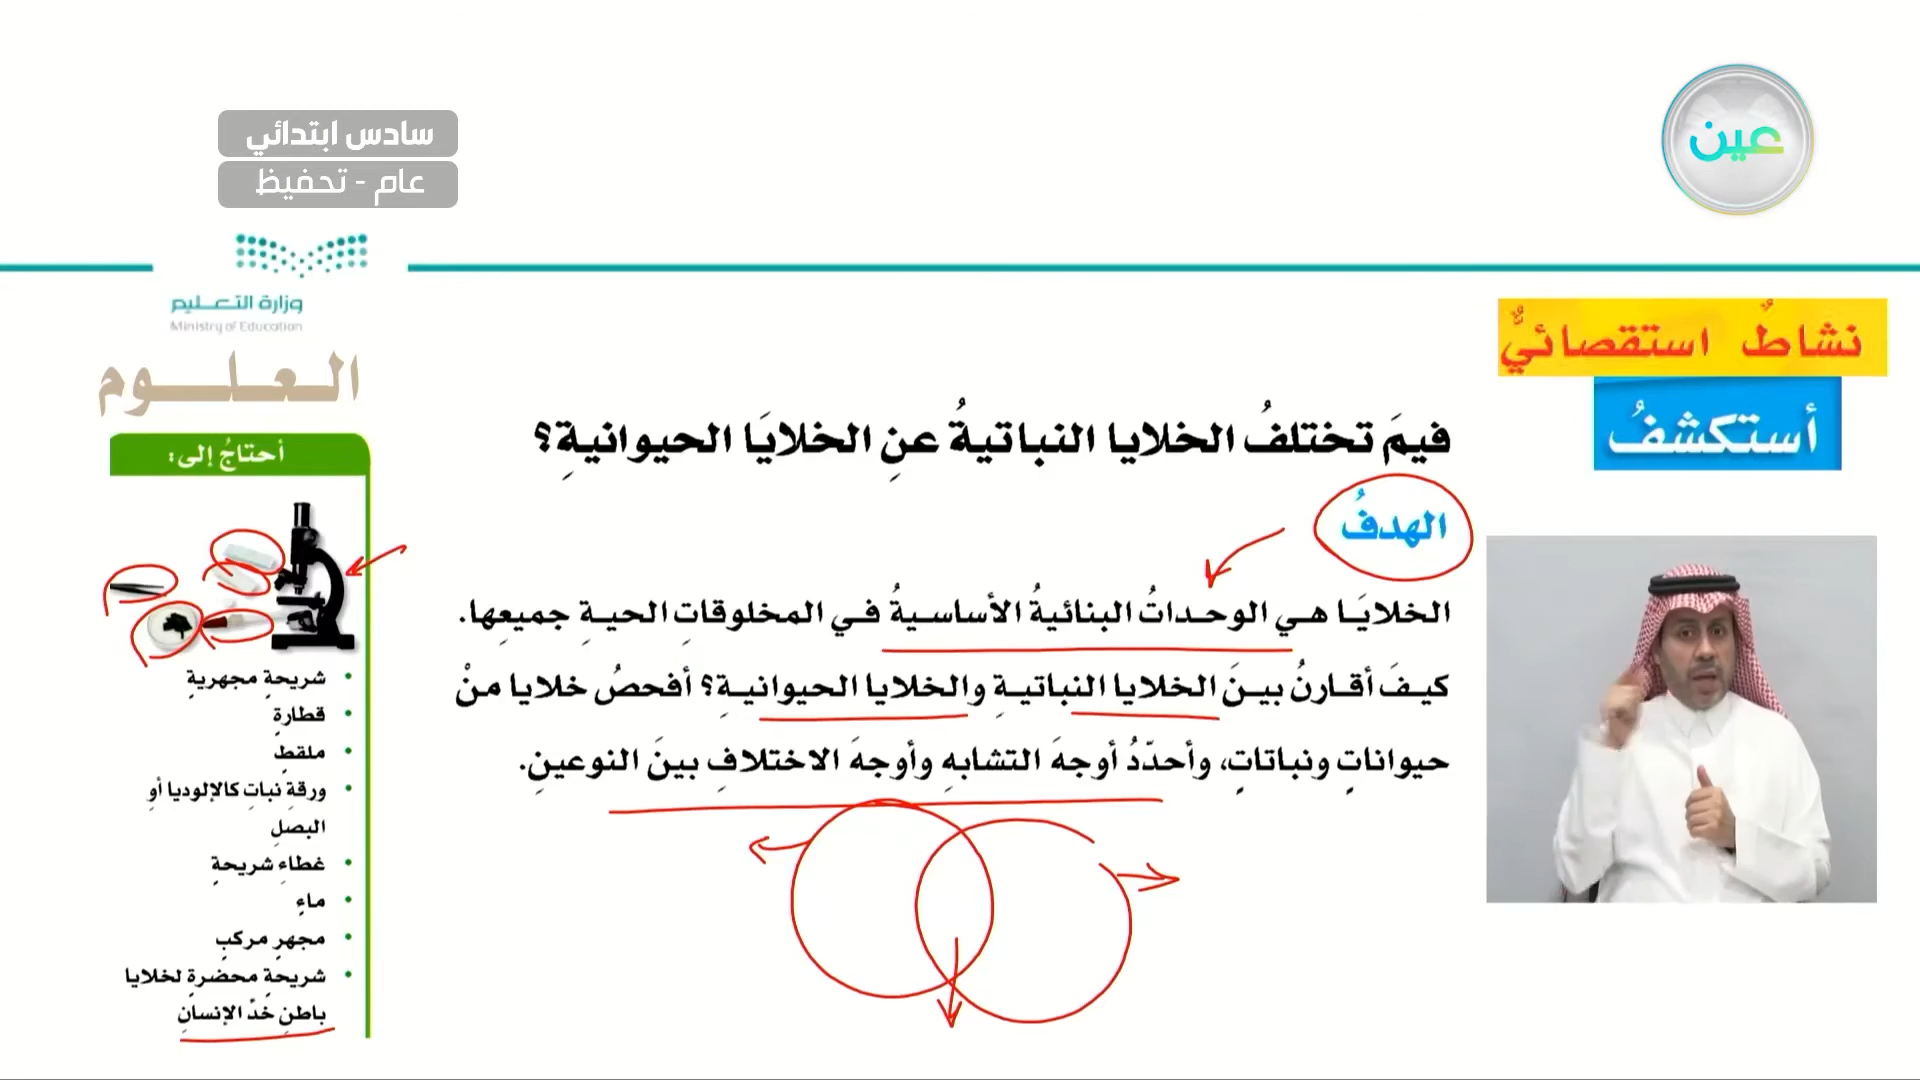 سادس ابتدائي
عام - تحفيظ
عين
وزارة التعليم
Ministry of Education
العلوم
نشاطٌ استقصائيٌّ
أستكشفُ
فيمَ تختلفُ الخلايا النباتيةُ عنِ الخلايَا الحيوانيةِ؟
الهدفُ
الخلايَا هي الوحداتُ البنائيةُ الأساسيةُ في المخلوقاتِ الحيةِ جميعِها.
كيفَ أقارنُ بينَ الخلايا النباتيةِ والخلايا الحيوانيةِ؟ أفحصُ خلايا منْ
حيواناتٍ ونباتاتٍ، وأحدّدُ أوجهَ التشابهِ وأوجهَ الاختلافِ بينَ النوعينِ.
أحتاجُ إلى:
• شريحةٍ مجهريةٍ
• قطارةٍ
• ملقطٍ
• ورقةِ نباتٍ كالإلوديا أوِ
البصلِ
• غطاءِ شريحةٍ
• ماءٍ
• مجهرٍ مركبٍ
• شريحةٍ محضرةٍ لخلايا
باطنِ خدِّ الإنسانِ